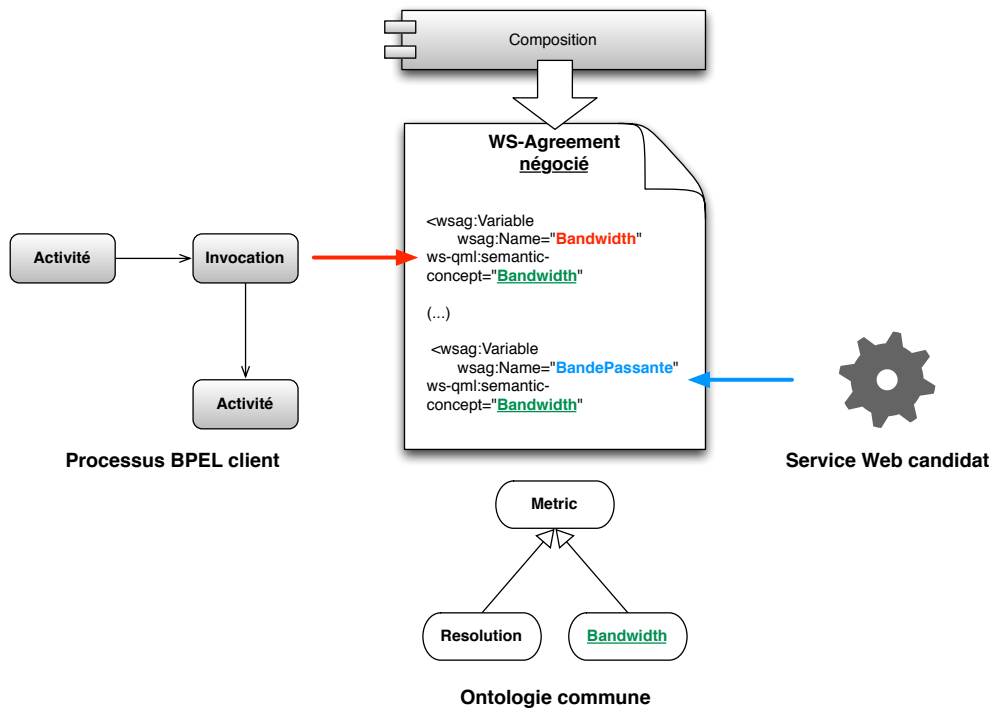 Composition
WS-Agreement
négocié
<wsag:Variable
wsag:Name="Bandwidth"
ws-qml:semantic-
concept="Bandwidth"
(...)
<wsag:Variable
wsag:Name="BandePassante"
ws-qml:semantic-
concept="Bandwidth"
Activité
Invocation
Activité
Processus BPEL client
Service Web candidat
Metric
Resolution
Bandwidth
Ontologie commune